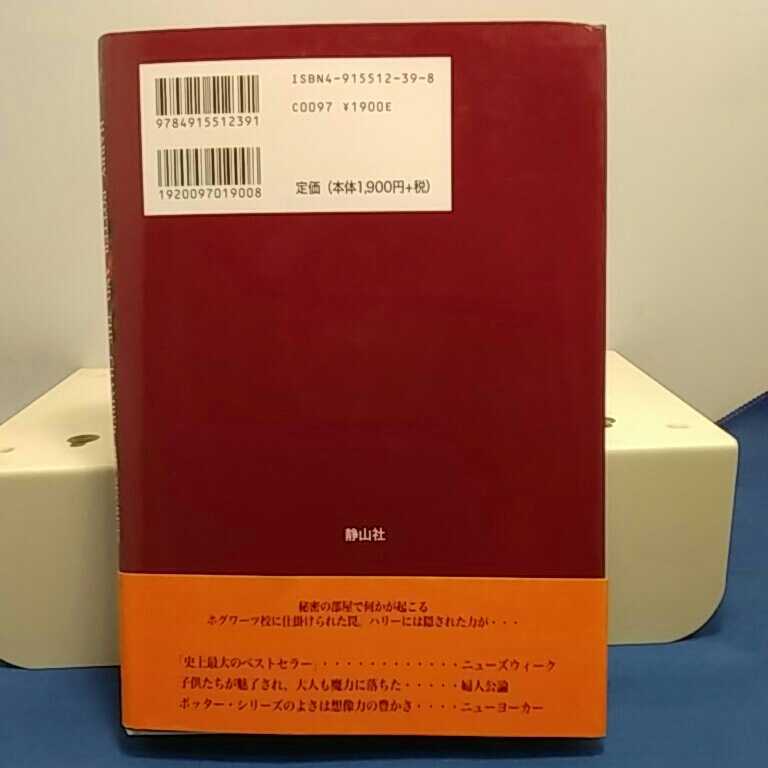 ISBN4-915512-39-8
C0097 ¥1900E
9784915512391
1920097019008
定価(本体1,900円+税)
HARRY POTTER AND THE CHAMBER
静山社
秘密の部屋で何かが起こる
ホグワーツ校に仕掛けられた罠。ハリーには隠された力が・・・
「史上最大のベストセラー」・・・・・・・・・・・・・ニューズウィーク
子供たちが魅了され、大人も魔力に落ちた・・・・・婦人公論
ポッター・シリーズのよさは想像力の豊かさ・・・・ニューヨーカー